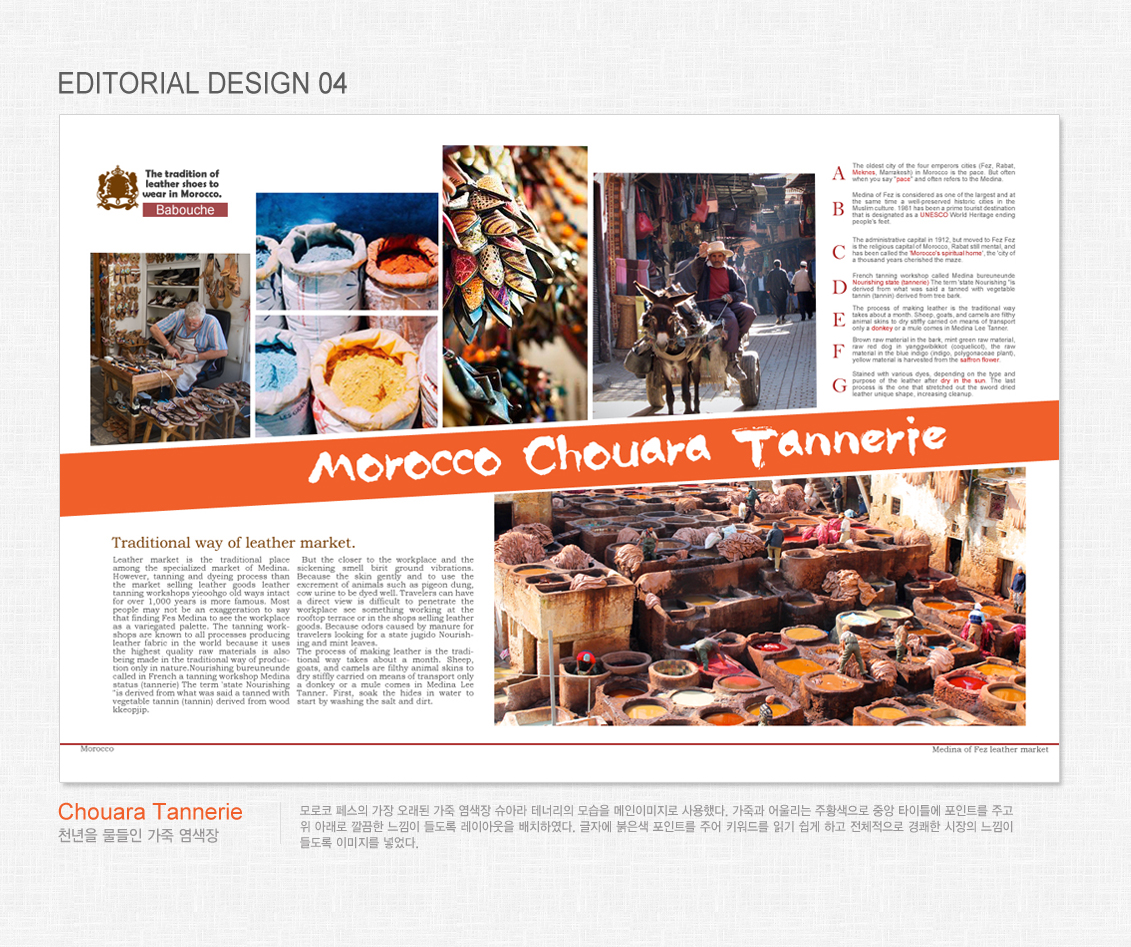 EDITORIAL DESIGN 04
The tradition of
leather shoes to
wear in Morocco.
Babouche
A
The oldest city of the four emperors cities (Fez, Rabat,
Meknes, Marrakesh) in Morocco is the pace. But often
when you say "pace" and often refers to the Medina.
B
Medina of Fez is considered as one of the largest and at
the same time a well-preserved historic cities in the
Muslim culture. 1981 has been a prime tourist destination
that is designated as a UNESCO World Heritage ending
people's feet.
C
The administrative capital in 1912, but moved to Fez Fez
is the religious capital of Morocco, Rabat still mental, and
has been called the 'Morocco's spiritual home', the 'city of
a thousand years cherished the maze.
D
French tanning workshop called Medina bureuneunde
Nourishing state (tannerie) The term 'state Nourishing "is
derived from what was said a tanned with vegetable
tannin (tannin) derived from tree bark.
E
The process of making leather is the traditional way
takes about a month. Sheep, goats, and camels are filthy
animal skins to dry stiffly carried on means of transport
only a donkey or a mule comes in Medina Lee Tanner.
F
Brown raw material in the bark, mint green raw material,
raw red dog in yanggwibikkot (coquelicot), the raw
material in the blue indigo (indigo, polygonaceae plant),
yellow material is harvested from the saffron flower.
G
Stained with various dyes, depending on the type and
purpose of the leather after dry in the sun. The last
process is the one that stretched out the sword dried
leather unique shape, increasing cleanup.
Morocco Chouara Tannerie
Traditional way of leather market.
Leather market is the traditional place
among the specialized market of Medina.
However, tanning and dyeing process than
the market selling leather goods leather
tanning workshops yieoohgo old ways intact
for over 1,000 years is more famous. Most
people may not be an exaggeration to say
that finding Fes Medina to see the workplace
as a variegated palette. The tanning work-
shops are known to all processes producing
leather fabric in the world because it uses
the highest quality raw materials is also
being made in the traditional way of produc-
tion only in nature.Nourishing bureuneunde
called in French a tanning workshop Medina
status (tannerie) The term 'state Nourishing
"is derived from what was said a tanned with
vegetable tannin (tannin) derived from wood
kkeopjip.
But the closer to the workplace and the
sickening smell birit ground vibrations.
Because the skin gently and to use the
excrement of animals such as pigeon dung,
cow urine to be dyed well. Travelers can have
a direct view is difficult to penetrate the
workplace see something working at the
rooftop terrace or in the shops selling leather
goods. Because odors caused by manure for
travelers looking for a state jugido Nourish-
ing and mint leaves.
The process of making leather is the tradi-
tional way takes about a month. Sheep,
goats, and camels are filthy animal skins to
dry stiffly carried on means of transport only
a donkey or a mule comes in Medina Lee
Tanner. First, soak the hides in water to
start by washing the salt and dirt.
Morocco
Medina of Fez leather market
Chouara Tannerie
천년을 물들인 가죽 염색장
모로코 페스의 가장 오래된 가죽 염색장 슈아라 테너리의 모습을 메인이미지로 사용했다. 가죽과 어울리는 주황색으로 중앙 타이틀에 포인트를 주고
위 아래로 깔끔한 느낌이 들도록 레이아웃을 배치하였다. 글자에 붉은색 포인트를 주어 키워드를 읽기 쉽게 하고 전체적으로 경쾌한 시장의 느낌이
들도록 이미지를 넣었다.